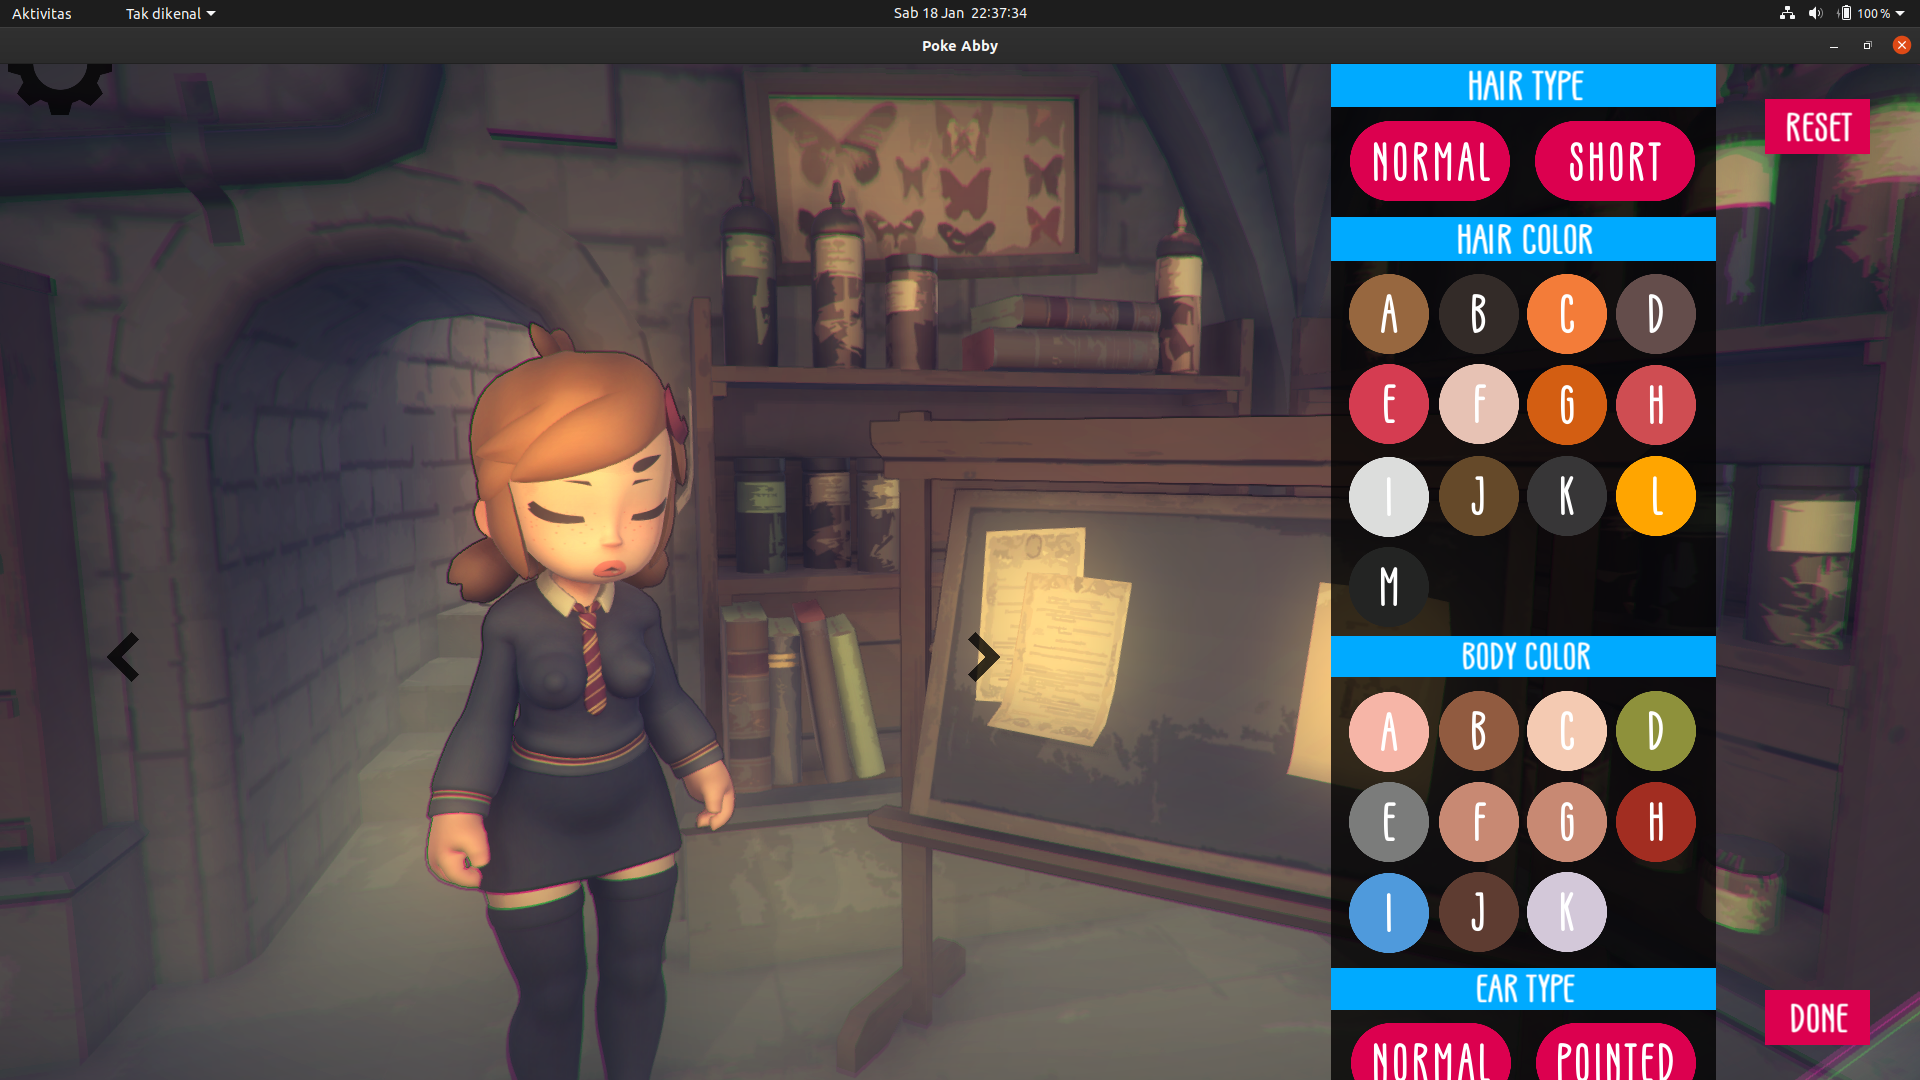 Aktivitas Tak dikenal Sab 18 Jan 22:37:34 100 %
Poke Abby
HAIR TYPE
NORMAL SHORT
RESET
HAIR COLOR
A B C D
E F G H
I J K L
M
BODY COLOR
A B C D
E F G H
I J K
EAR TYPE
NORMAL POINTED
DONE